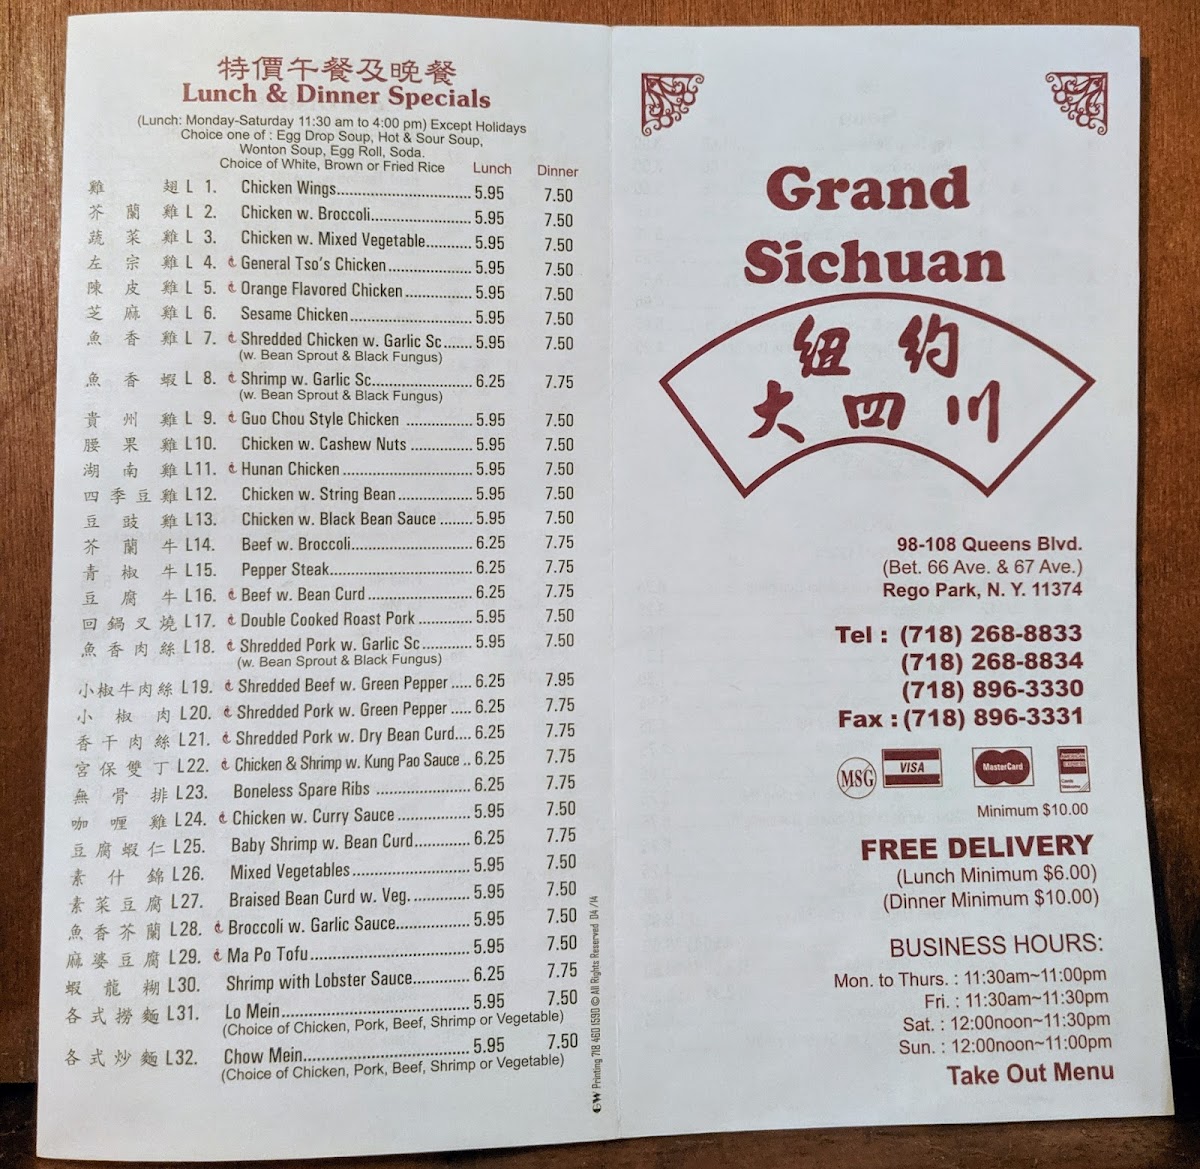 特價午餐及晚餐
Lunch & Dinner Specials
(Lunch: Monday-Saturday 11:30 am to 4:00 pm) Except Holidays
Choice one of : Egg Drop Soup, Hot & Sour Soup,
Wonton Soup, Egg Roll, Soda.
Choice of White, Brown or Fried Rice Lunch Dinner
雞翅 L 1. Chicken Wings 5.95 7.50
芥蘭雞 L 2. Chicken w. Broccoli 5.95 7.50
蔬菜雞 L 3. Chicken w. Mixed Vegetable 5.95 7.50
左宗雞 L 4. General Tso's Chicken 5.95 7.50
陳皮雞 L 5. Orange Flavored Chicken 5.95 7.50
芝麻雞 L 6. Sesame Chicken 5.95 7.50
魚香雞 L 7. Shredded Chicken w. Garlic Sc 5.95 7.50
(w. Bean Sprout & Black Fungus)
魚香蝦 L 8. Shrimp w. Garlic Sc 6.25 7.75
(w. Bean Sprout & Black Fungus)
貴州雞 L 9. Guo Chou Style Chicken 5.95 7.50
腰果雞 L10. Chicken w. Cashew Nuts 5.95 7.50
湖南雞 L11. Hunan Chicken 5.95 7.50
四季豆雞 L12. Chicken w. String Bean 5.95 7.50
豆豉雞 L13. Chicken w. Black Bean Sauce 5.95 7.50
芥蘭牛 L14. Beef w. Broccoli 6.25 7.75
青椒牛 L15. Pepper Steak 6.25 7.75
豆腐牛 L16. Beef w. Bean Curd 6.25 7.75
回鍋叉燒 L17. Double Cooked Roast Pork 5.95 7.50
魚香肉絲 L18. Shredded Pork w. Garlic Sc 5.95 7.50
(w. Bean Sprout & Black Fungus)
小椒牛肉絲 L19. Shredded Beef w. Green Pepper 6.25 7.95
小椒肉 L20. Shredded Pork w. Green Pepper 6.25 7.75
香干肉絲 L21. Shredded Pork w. Dry Bean Curd 6.25 7.75
宮保雙丁 L22. Chicken & Shrimp w. Kung Pao Sauce 6.25 7.75
無骨排 L23. Boneless Spare Ribs 6.25 7.75
咖喱雞 L24. Chicken w. Curry Sauce 5.95 7.50
豆腐蝦仁 L25. Baby Shrimp w. Bean Curd 6.25 7.75
素什錦 L26. Mixed Vegetables 5.95 7.50
素菜豆腐 L27. Braised Bean Curd w. Veg. 5.95 7.50
魚香芥蘭 L28. Broccoli w. Garlic Sauce 5.95 7.50
麻婆豆腐 L29. Ma Po Tofu 5.95 7.50
蝦龍糊 L30. Shrimp with Lobster Sauce 6.25 7.75
各式撈麵 L31. Lo Mein 5.95 7.50
(Choice of Chicken, Pork, Beef, Shrimp or Vegetable)
各式炒麵 L32. Chow Mein 5.95 7.50
(Choice of Chicken, Pork, Beef, Shrimp or Vegetable)
GW Printing 718 460 1590 © All Rights Reserved 04 /14
Grand
Sichuan
紐約
大四川
98-108 Queens Blvd.
(Bet. 66 Ave. & 67 Ave.)
Rego Park, N. Y. 11374
Tel : (718) 268-8833
(718) 268-8834
(718) 896-3330
Fax : (718) 896-3331
MSG VISA MasterCard
Minimum $10.00
FREE DELIVERY
(Lunch Minimum $6.00)
(Dinner Minimum $10.00)
BUSINESS HOURS:
Mon. to Thurs. : 11:30am~11:00pm
Fri. : 11:30am~11:30pm
Sat. : 12:00noon~11:30pm
Sun. : 12:00noon~11:00pm
Take Out Menu